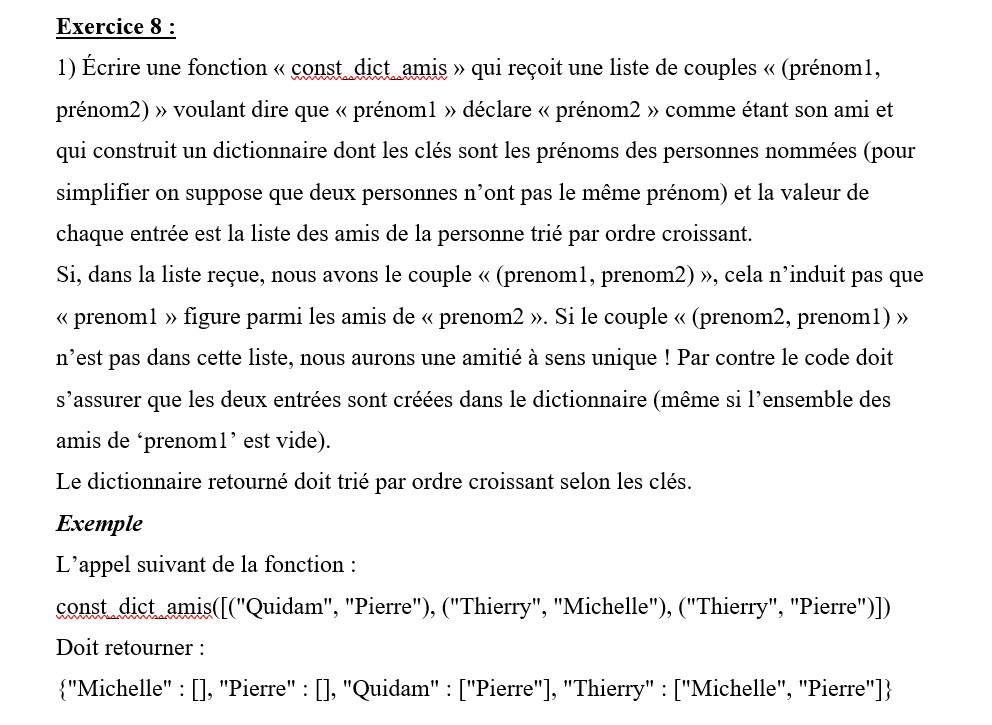 Exercice 8 :
1) Écrire une fonction « const_dict_amis » qui reçoit une liste de couples « (prénom1,
prénom2) » voulant dire que « prénom1 » déclare « prénom2 » comme étant son ami et
qui construit un dictionnaire dont les clés sont les prénoms des personnes nommées (pour
simplifier on suppose que deux personnes n’ont pas le même prénom) et la valeur de
chaque entrée est la liste des amis de la personne trié par ordre croissant.
Si, dans la liste reçue, nous avons le couple « (prenom1, prenom2) », cela n’induit pas que
« prenom1 » figure parmi les amis de « prenom2 ». Si le couple « (prenom2, prenom1) »
n’est pas dans cette liste, nous aurons une amitié à sens unique ! Par contre le code doit
s’assurer que les deux entrées sont créées dans le dictionnaire (même si l’ensemble des
amis de ‘prenom1’ est vide).
Le dictionnaire retourné doit trié par ordre croissant selon les clés.
Exemple
L’appel suivant de la fonction :
const_dict_amis([("Quidam", "Pierre"), ("Thierry", "Michelle"), ("Thierry", "Pierre")])
Doit retourner :
{"Michelle" : [], "Pierre" : [], "Quidam" : ["Pierre"], "Thierry" : ["Michelle", "Pierre"]}